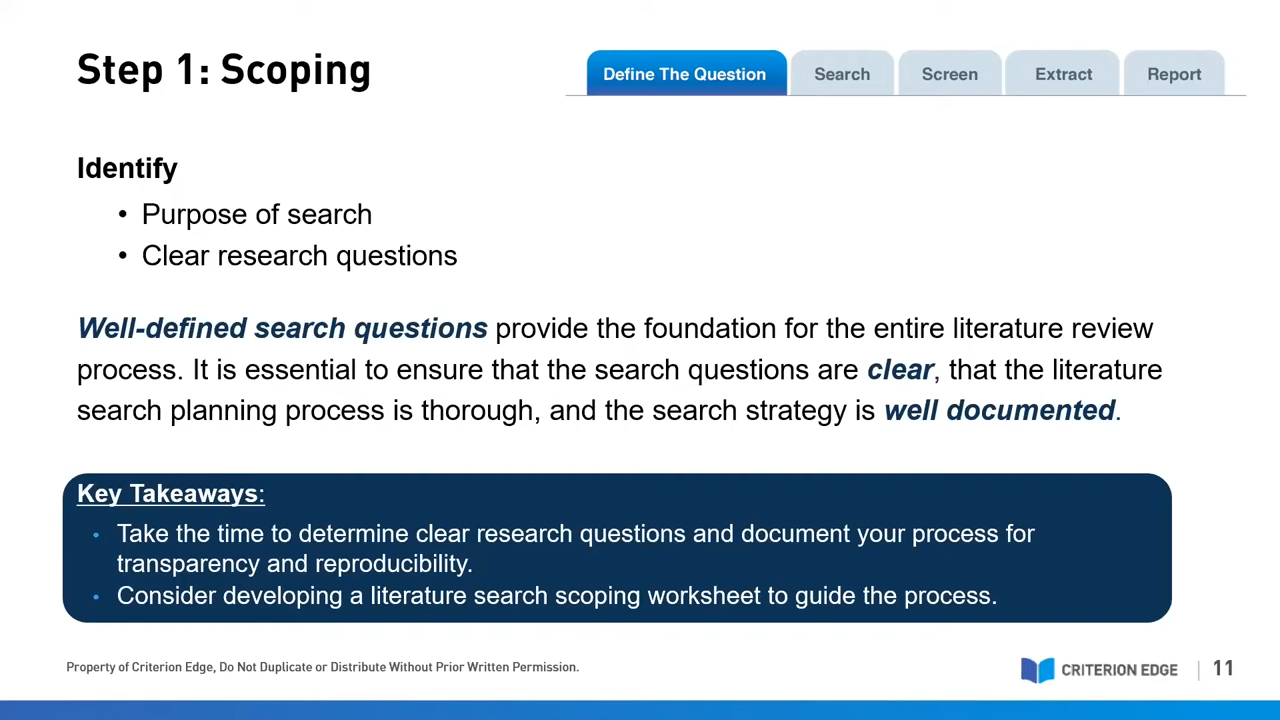 Step 1: Scoping
Define The Question
Search
Screen
Extract
Report
Identify
• Purpose of search
• Clear research questions
Well-defined search questions provide the foundation for the entire literature review
process. It is essential to ensure that the search questions are clear, that the literature
search planning process is thorough, and the search strategy is well documented.
Key Takeaways:
• Take the time to determine clear research questions and document your process for
transparency and reproducibility.
• Consider developing a literature search scoping worksheet to guide the process.
Property of Criterion Edge, Do Not Duplicate or Distribute Without Prior Written Permission.
CRITERION EDGE | 11